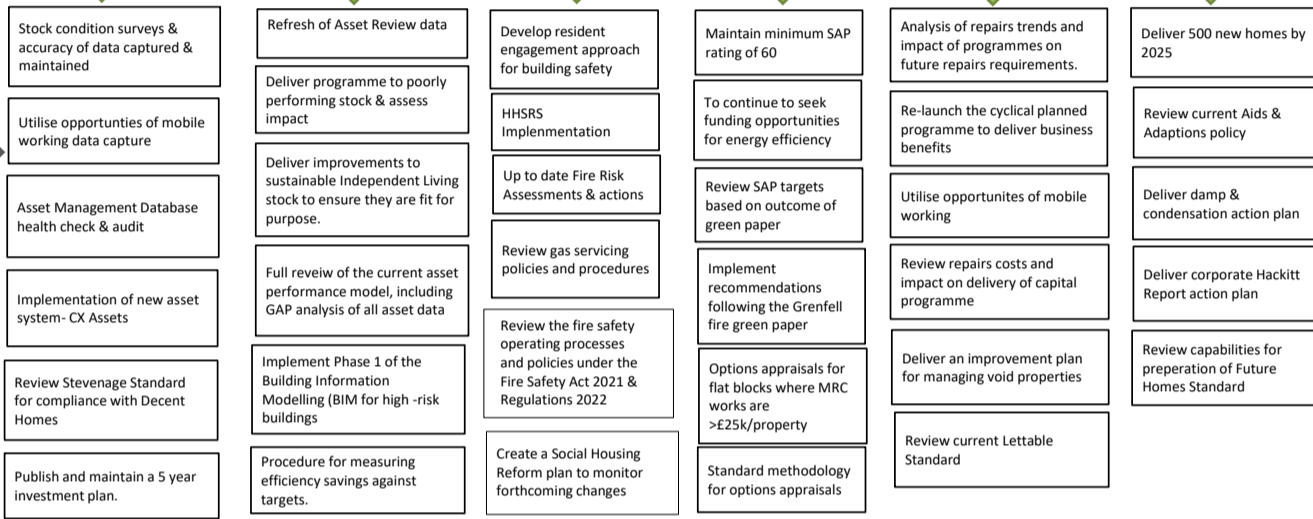 Stock condition surveys &
accuracy of data captured &
maintained
Utilise opportunties of mobile
working data capture
Asset Management Database
health check & audit
Implementation of new asset
system- CX Assets
Review Stevenage Standard
for compliance with Decent
Homes
Publish and maintain a 5 year
investment plan.
Refresh of Asset Review data
Deliver programme to poorly
performing stock & assess
impact
Deliver improvements to
sustainable Independent Living
stock to ensure they are fit for
purpose.
Full reveiw of the current asset
performance model, including
GAP analysis of all asset data
Implement Phase 1 of the
Building Information
Modelling (BIM for high -risk
buildings
Procedure for measuring
efficiency savings against
targets.
Develop resident
engagement approach
for building safety
HHSRS
Implenmentation
Up to date Fire Risk
Assessments & actions
Review gas servicing
policies and procedures
Review the fire safety
operating processes
and policies under the
Fire Safety Act 2021 &
Regulations 2022
Create a Social Housing
Reform plan to monitor
forthcoming changes
Maintain minimum SAP
rating of 60
To continue to seek
funding opportunities
for energy efficiency
Review SAP targets
based on outcome of
green paper
Implement
recommendations
following the Grenfell
fire green paper
Options appraisals for
flat blocks where MRC
works are
>£25k/property
Standard methodology
for options appraisals
Analysis of repairs trends and
impact of programmes on
future repairs requirements.
Re-launch the cyclical planned
programme to deliver business
benefits
Utilise opportunites of mobile
working
Review repairs costs and
impact on delivery of capital
programme
Deliver an improvement plan
for managing void properties
Review current Lettable
Standard
Deliver 500 new homes by
2025
Review current Aids &
Adaptions policy
Deliver damp &
condensation action plan
Deliver corporate Hackitt
Report action plan
Review capabilities for
preperation of Future
Homes Standard